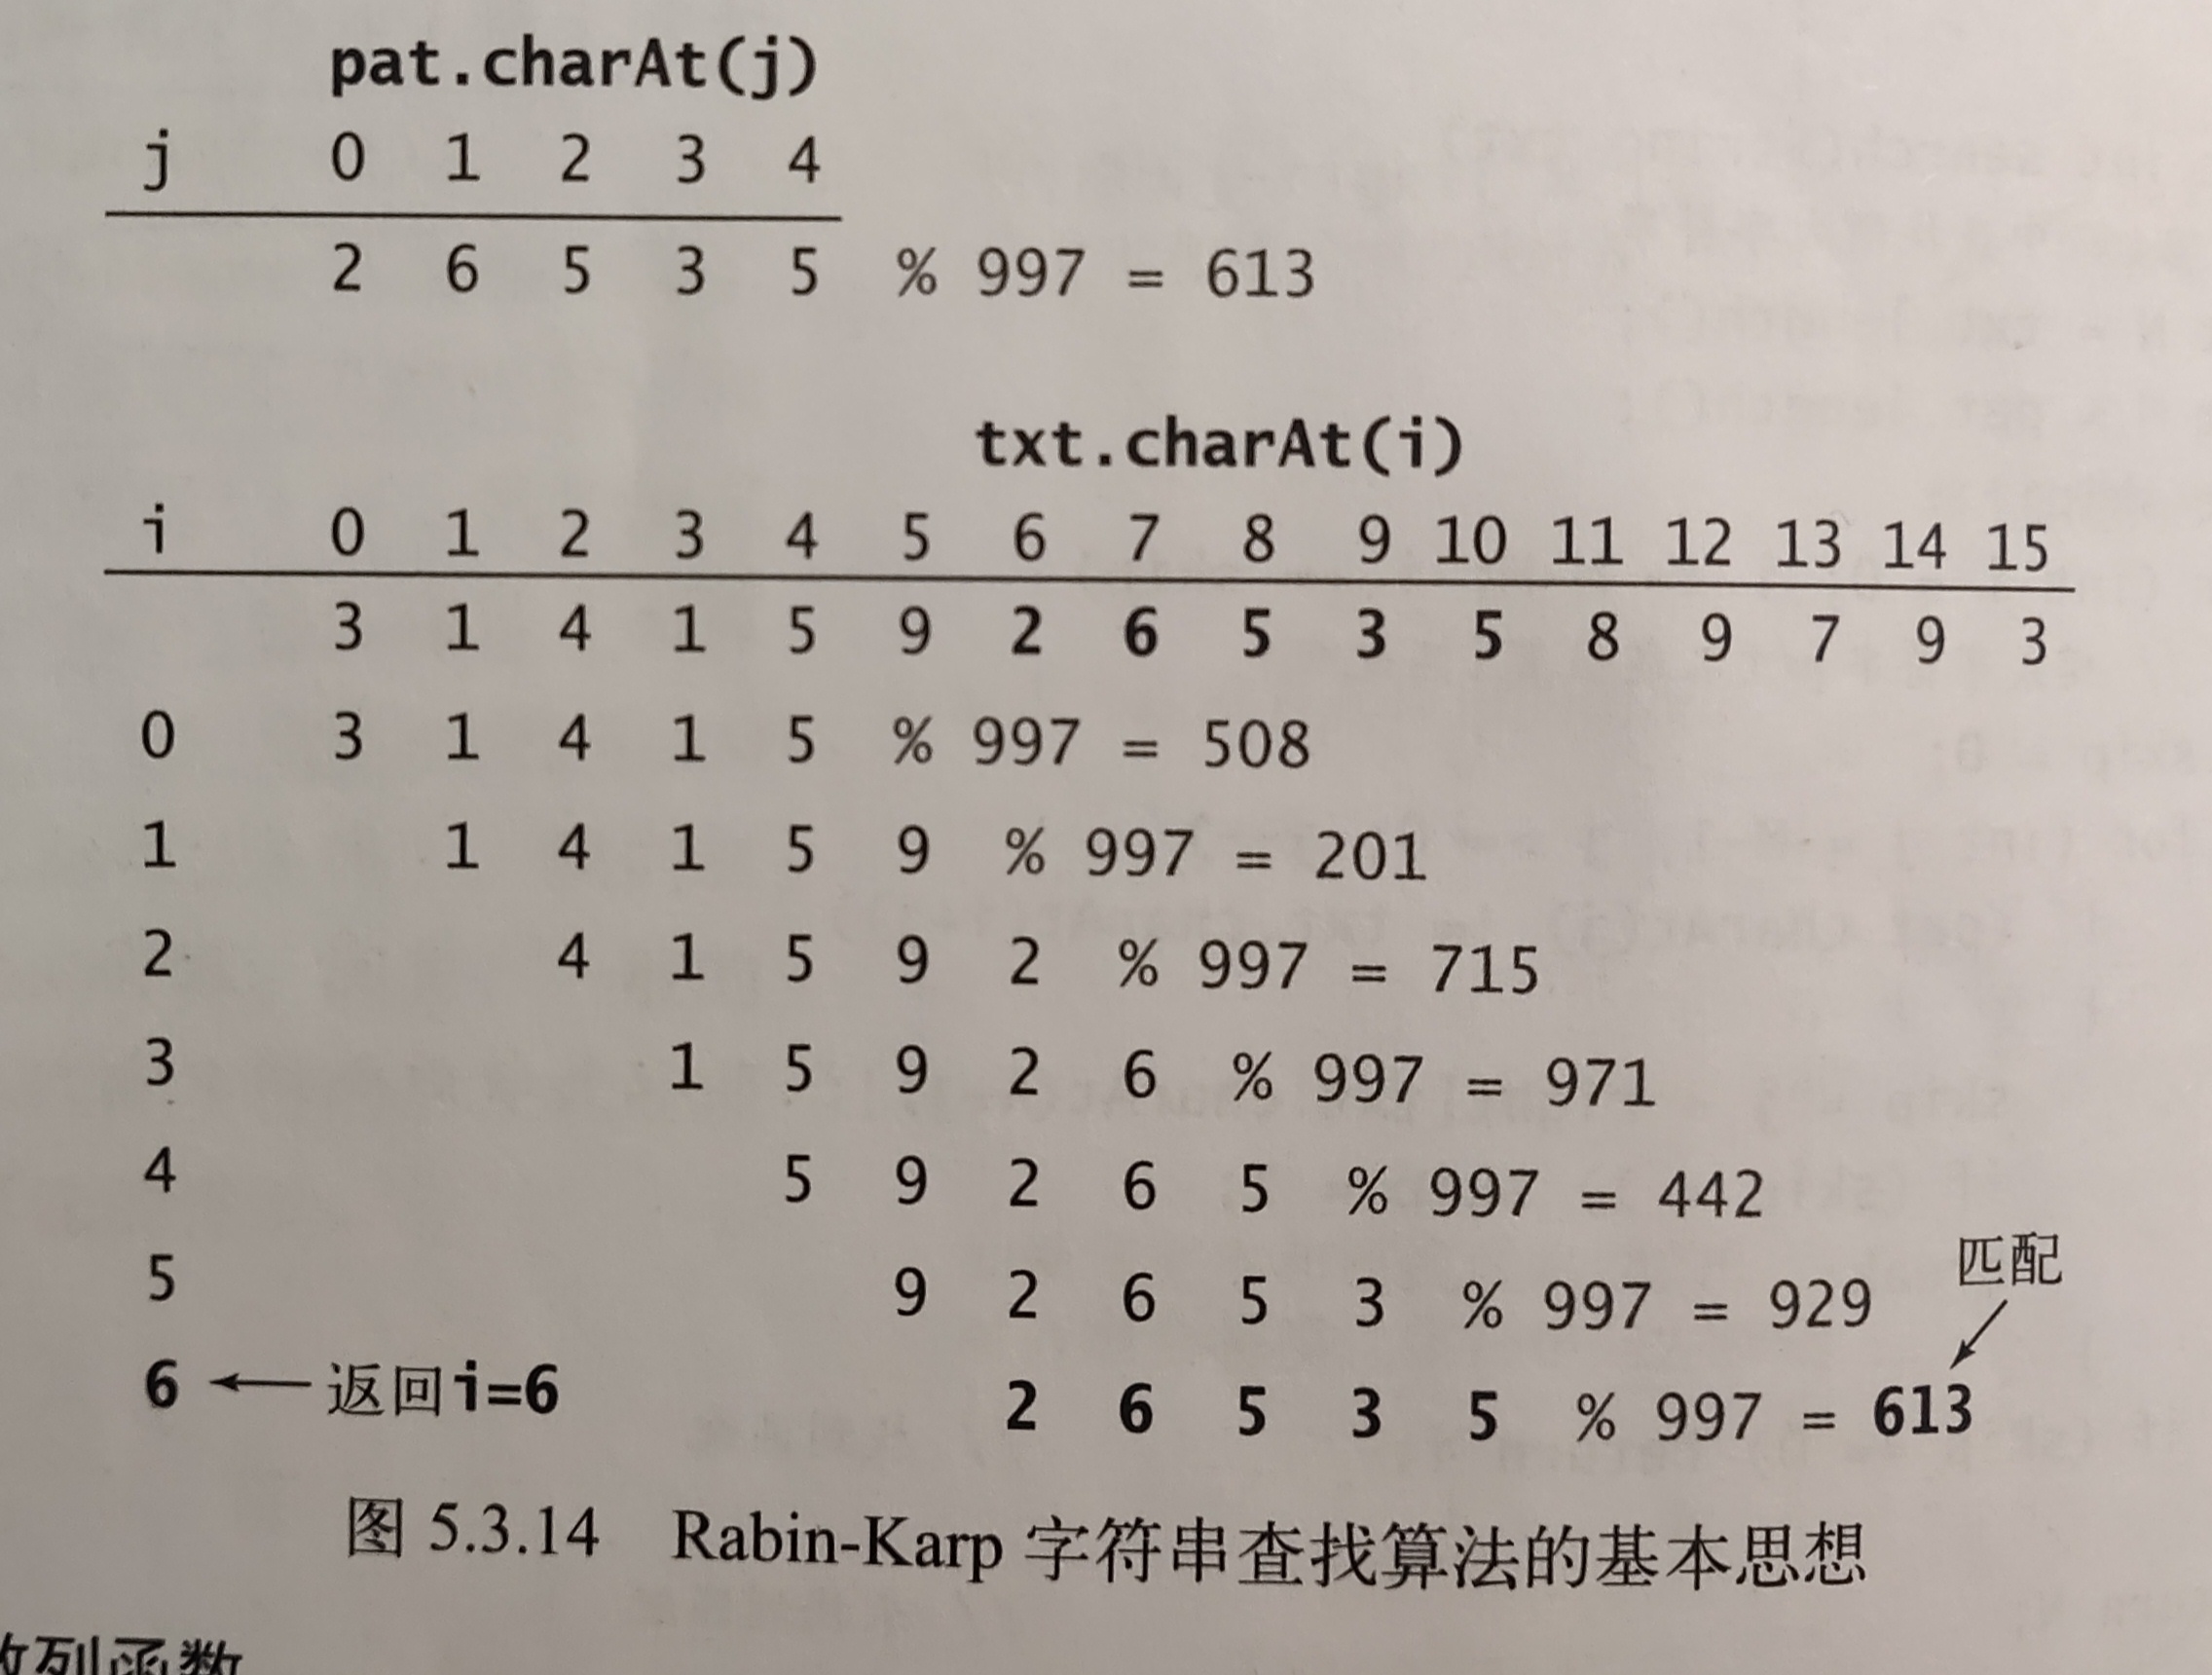 pat.charAt(j)
j 0 1 2 3 4
2 6 5 3 5 % 997 = 613
txt.charAt(i)
i 0 1 2 3 4 5 6 7 8 9 10 11 12 13 14 15
3 1 4 1 5 9 2 6 5 3 5 8 9 7 9 3
0 3 1 4 1 5 % 997 = 508
1 1 4 1 5 9 % 997 = 201
2 4 1 5 9 2 % 997 = 715
3 1 5 9 2 6 % 997 = 971
4 5 9 2 6 5 % 997 = 442
匹配
5 9 2 6 5 3 % 997 = 929
6 ← 返回i=6 2 6 5 3 5 % 997 = 613
图 5.3.14 Rabin-Karp 字符串查找算法的基本思想
列函数